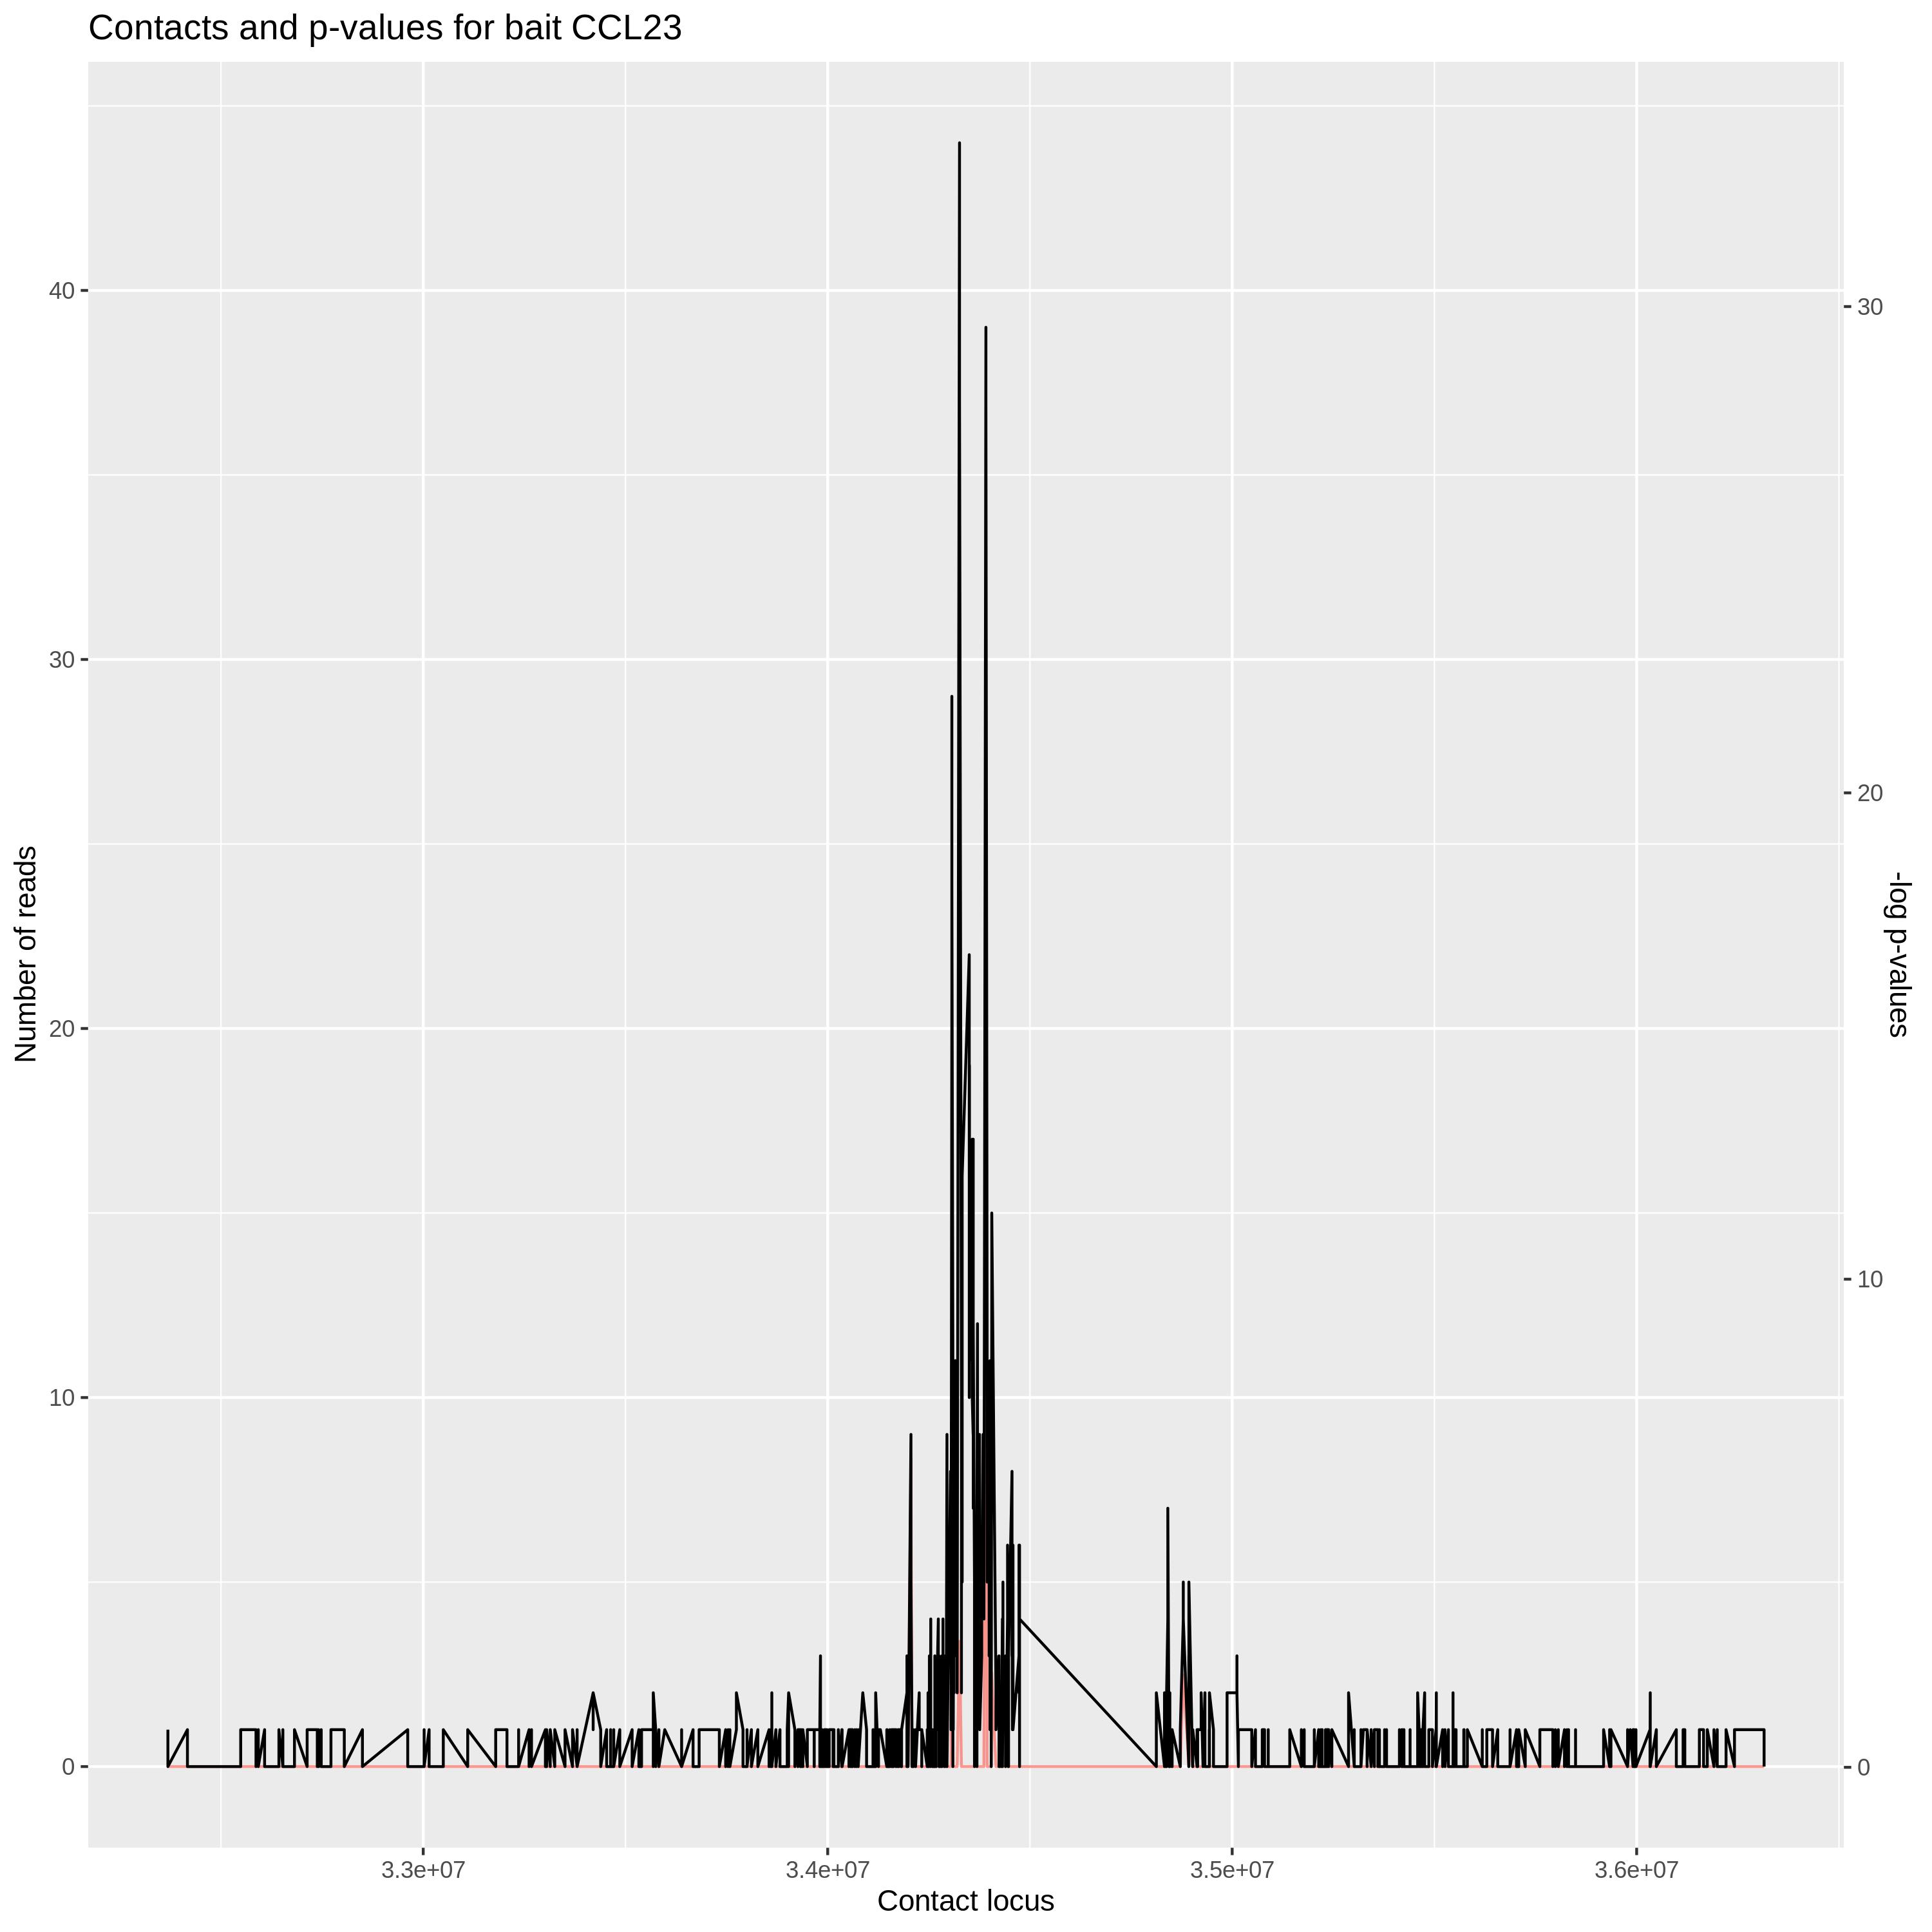 Contacts and p-values for bait CCL23
Number of reads
40
30
20
10
0
30
20
10
0
-log p-values
3.3e+07 3.4e+07 3.5e+07 3.6e+07
Contact locus